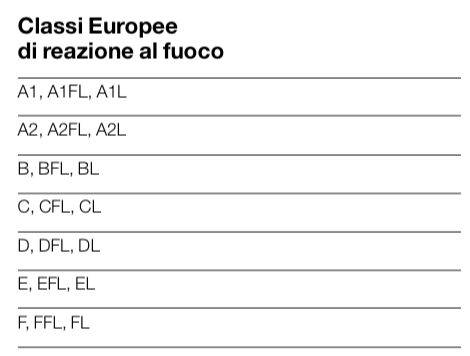 Classi Europee
di reazione al fuoco
A1, A1FL, A1L
A2, A2FL, A2L
B, BFL, BL
C, CFL, CL
D, DFL, DL
E, EFL, EL
F, FFL, FL